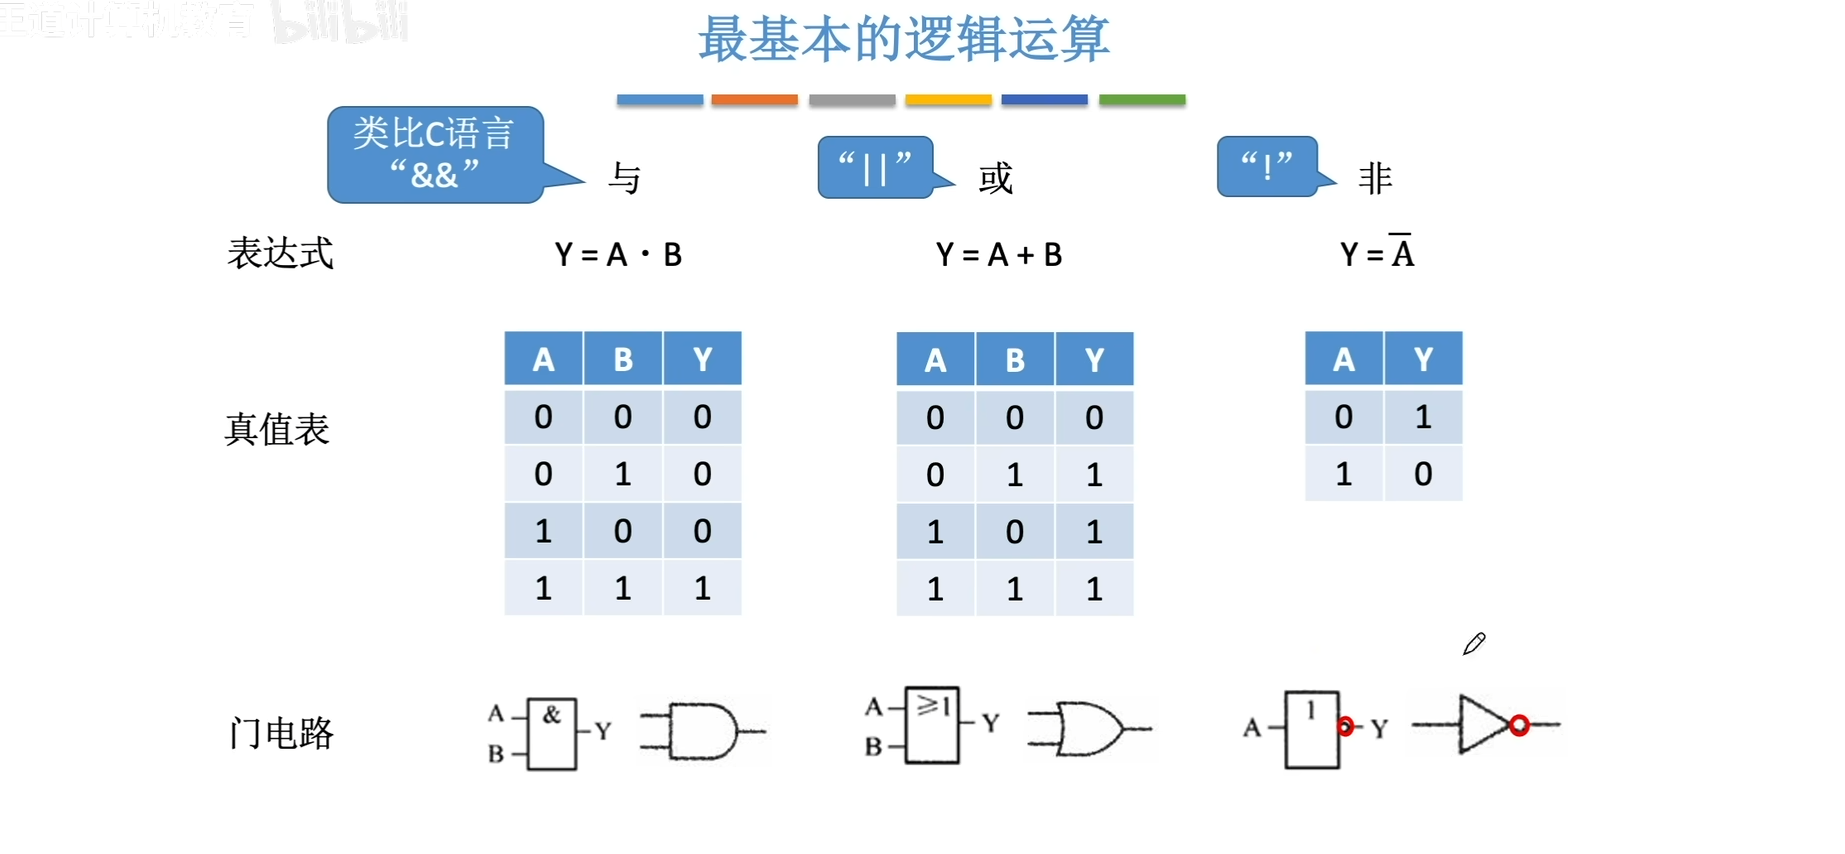 王道计算机教育 bilibili
最基本的逻辑运算
类比C语言
“&&”
与
“||”
或
“!”
非
表达式
Y = A · B
Y = A + B
Y = A̅
真值表
A B Y
0 0 0
0 1 0
1 0 0
1 1 1
A B Y
0 0 0
0 1 1
1 0 1
1 1 1
A Y
0 1
1 0
门电路
A
B
&
Y
A
B
≥1
Y
A
1
Y